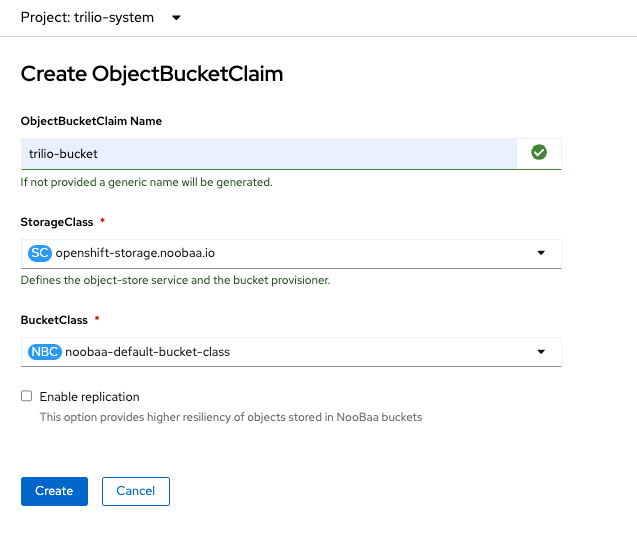 Project: trilio-system
Create ObjectBucketClaim
ObjectBucketClaim Name
trilio-bucket
If not provided a generic name will be generated.
StorageClass *
SC openshift-storage.noobaa.io
Defines the object-store service and the bucket provisioner.
BucketClass *
NBC noobaa-default-bucket-class
Enable replication
This option provides higher resiliency of objects stored in NooBaa buckets
Create Cancel